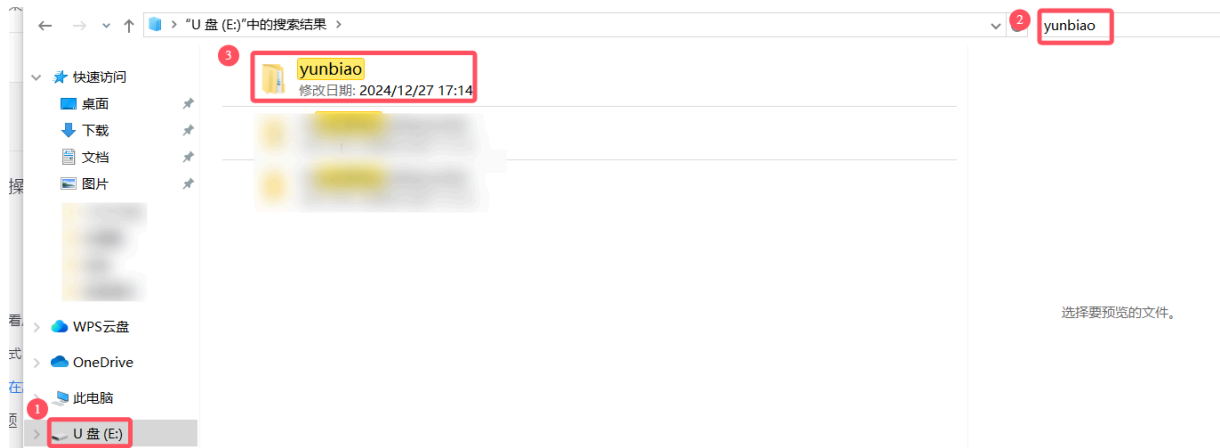 "U 盘 (E:)"中的搜索结果
2
yunbiao
3
yunbiao
修改日期: 2024/12/27 17:14
快速访问
桌面
下载
文档
图片
操
看
WPS云盘
式
OneDrive
在
此电脑
1
U 盘 (E:)
选择要预览的文件。